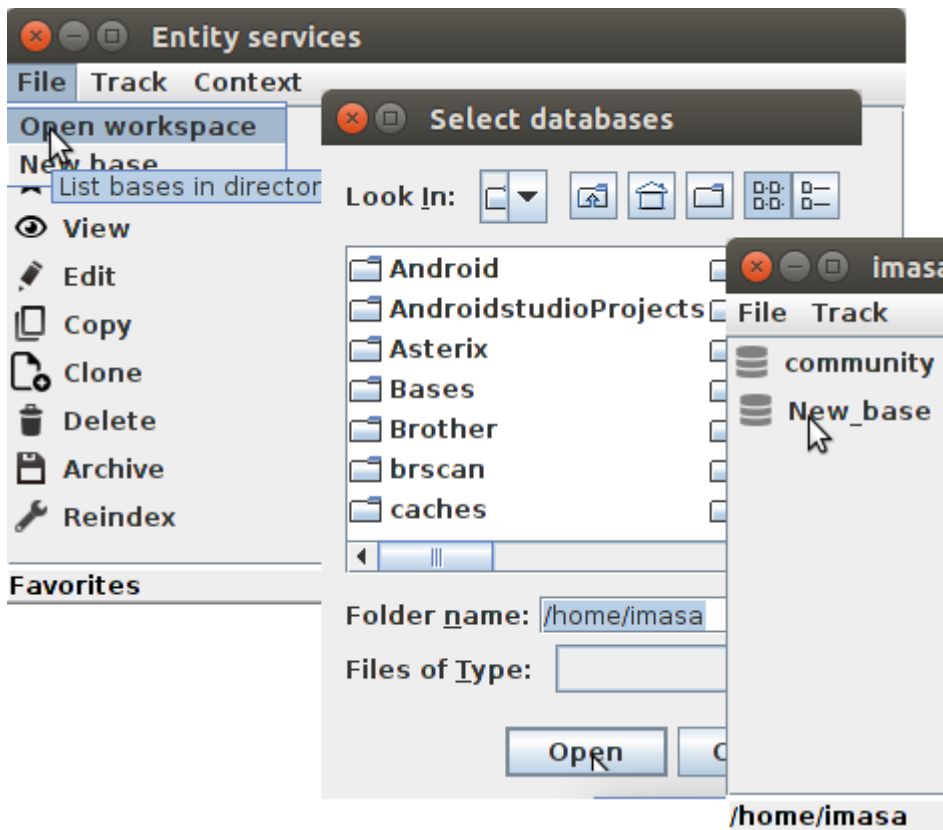 Entity services
File Track Context
Open workspace
New base
List bases in director
View
Edit
Copy
Clone
Delete
Archive
Reindex
Favorites
Select databases
Look In:
Android
AndroidstudioProjects
Asterix
Bases
Brother
brscan
caches
Folder name: /home/imasa
Files of Type:
Open C
imasa
File Track
community
New_base
/home/imasa